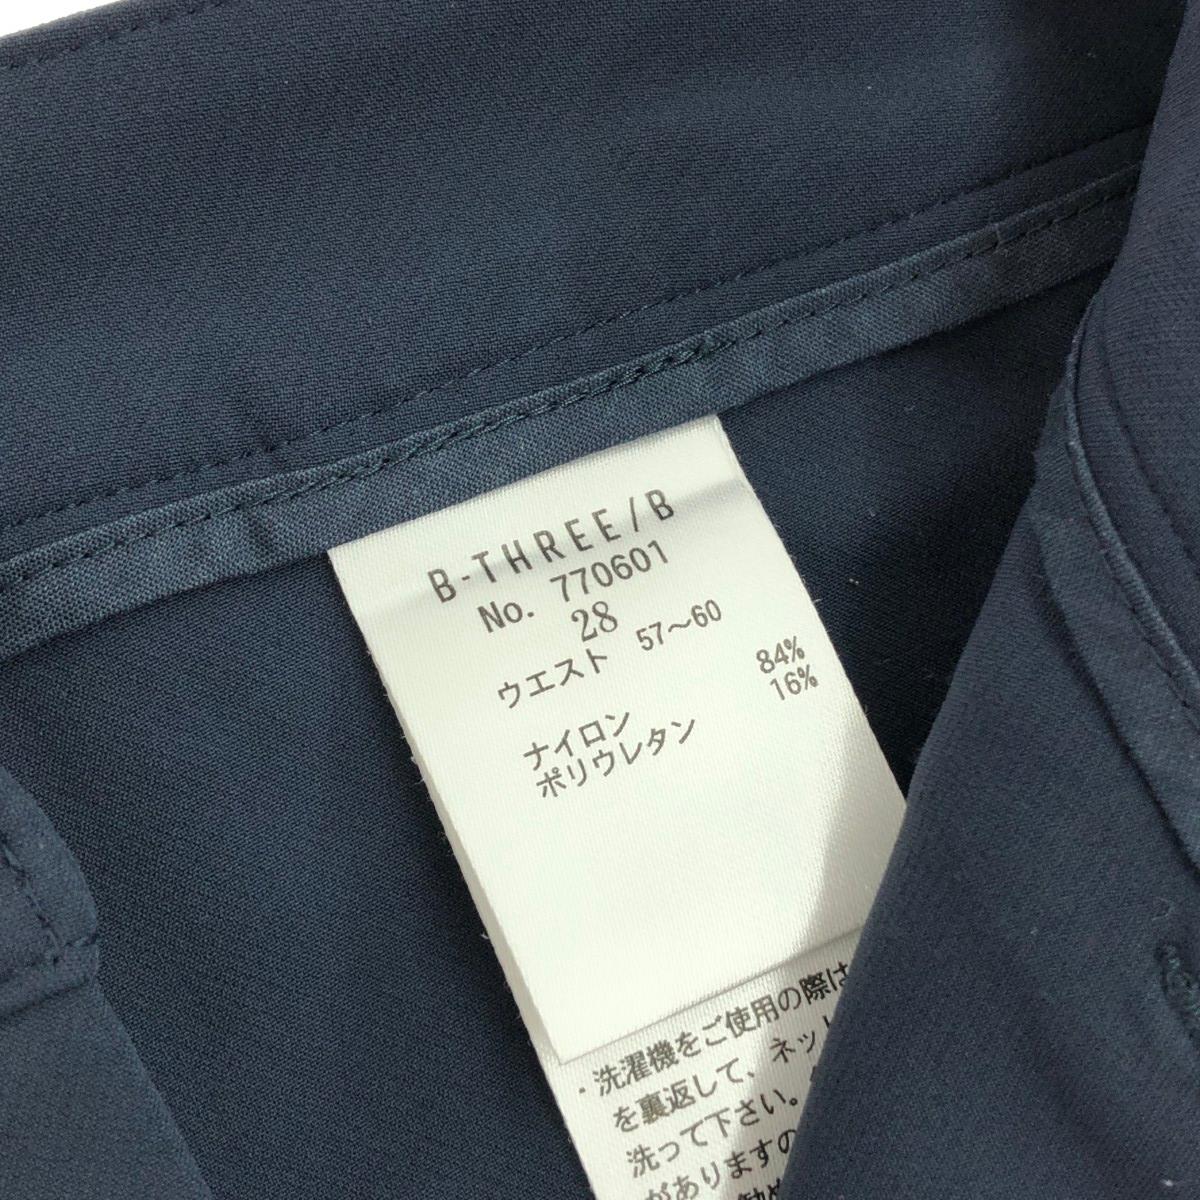 B-THREE/B
No. 770601
28
ウエスト 57～60
ナイロン 84%
ポリウレタン 16%
・洗濯機をご使用の際は
を裏返して、ネット
洗って下さい。
がありますの